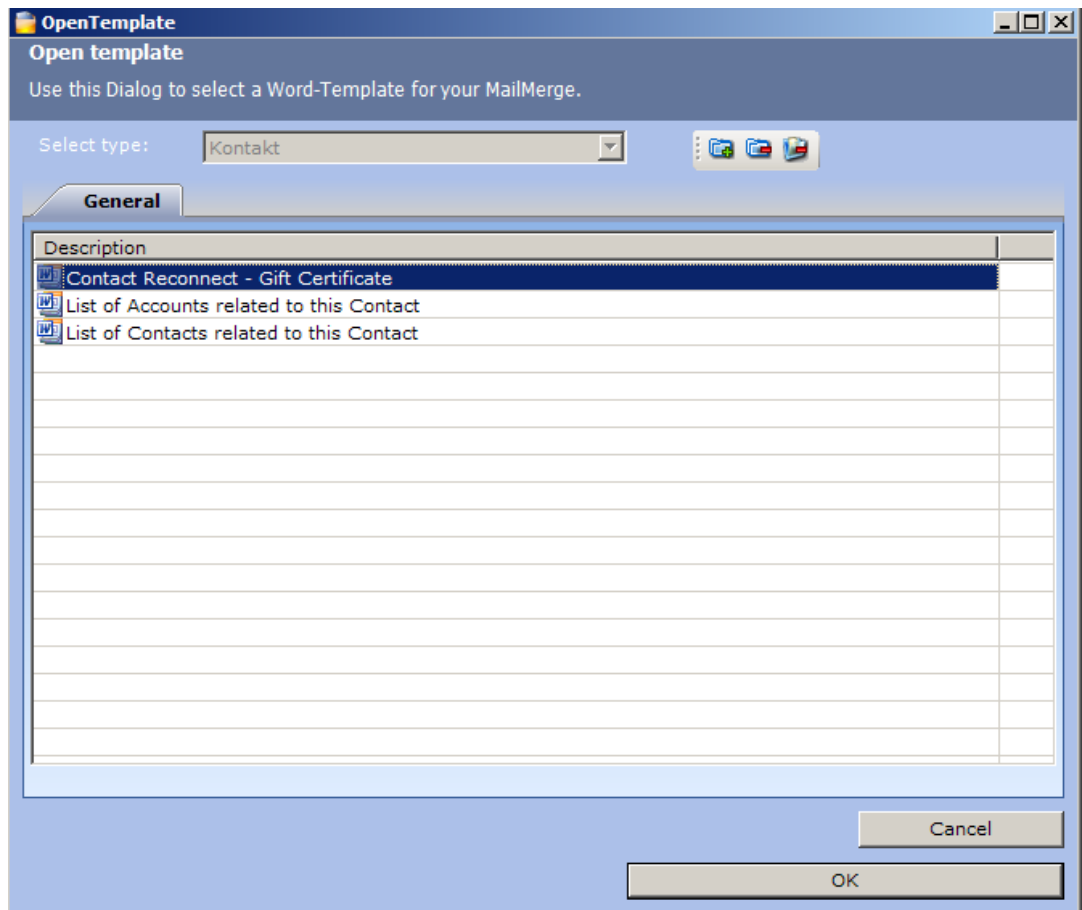 OpenTemplate
Open template
Use this Dialog to select a Word-Template for your MailMerge.
Select type: Kontakt
General
Description
Contact Reconnect - Gift Certificate
List of Accounts related to this Contact
List of Contacts related to this Contact
Cancel
OK